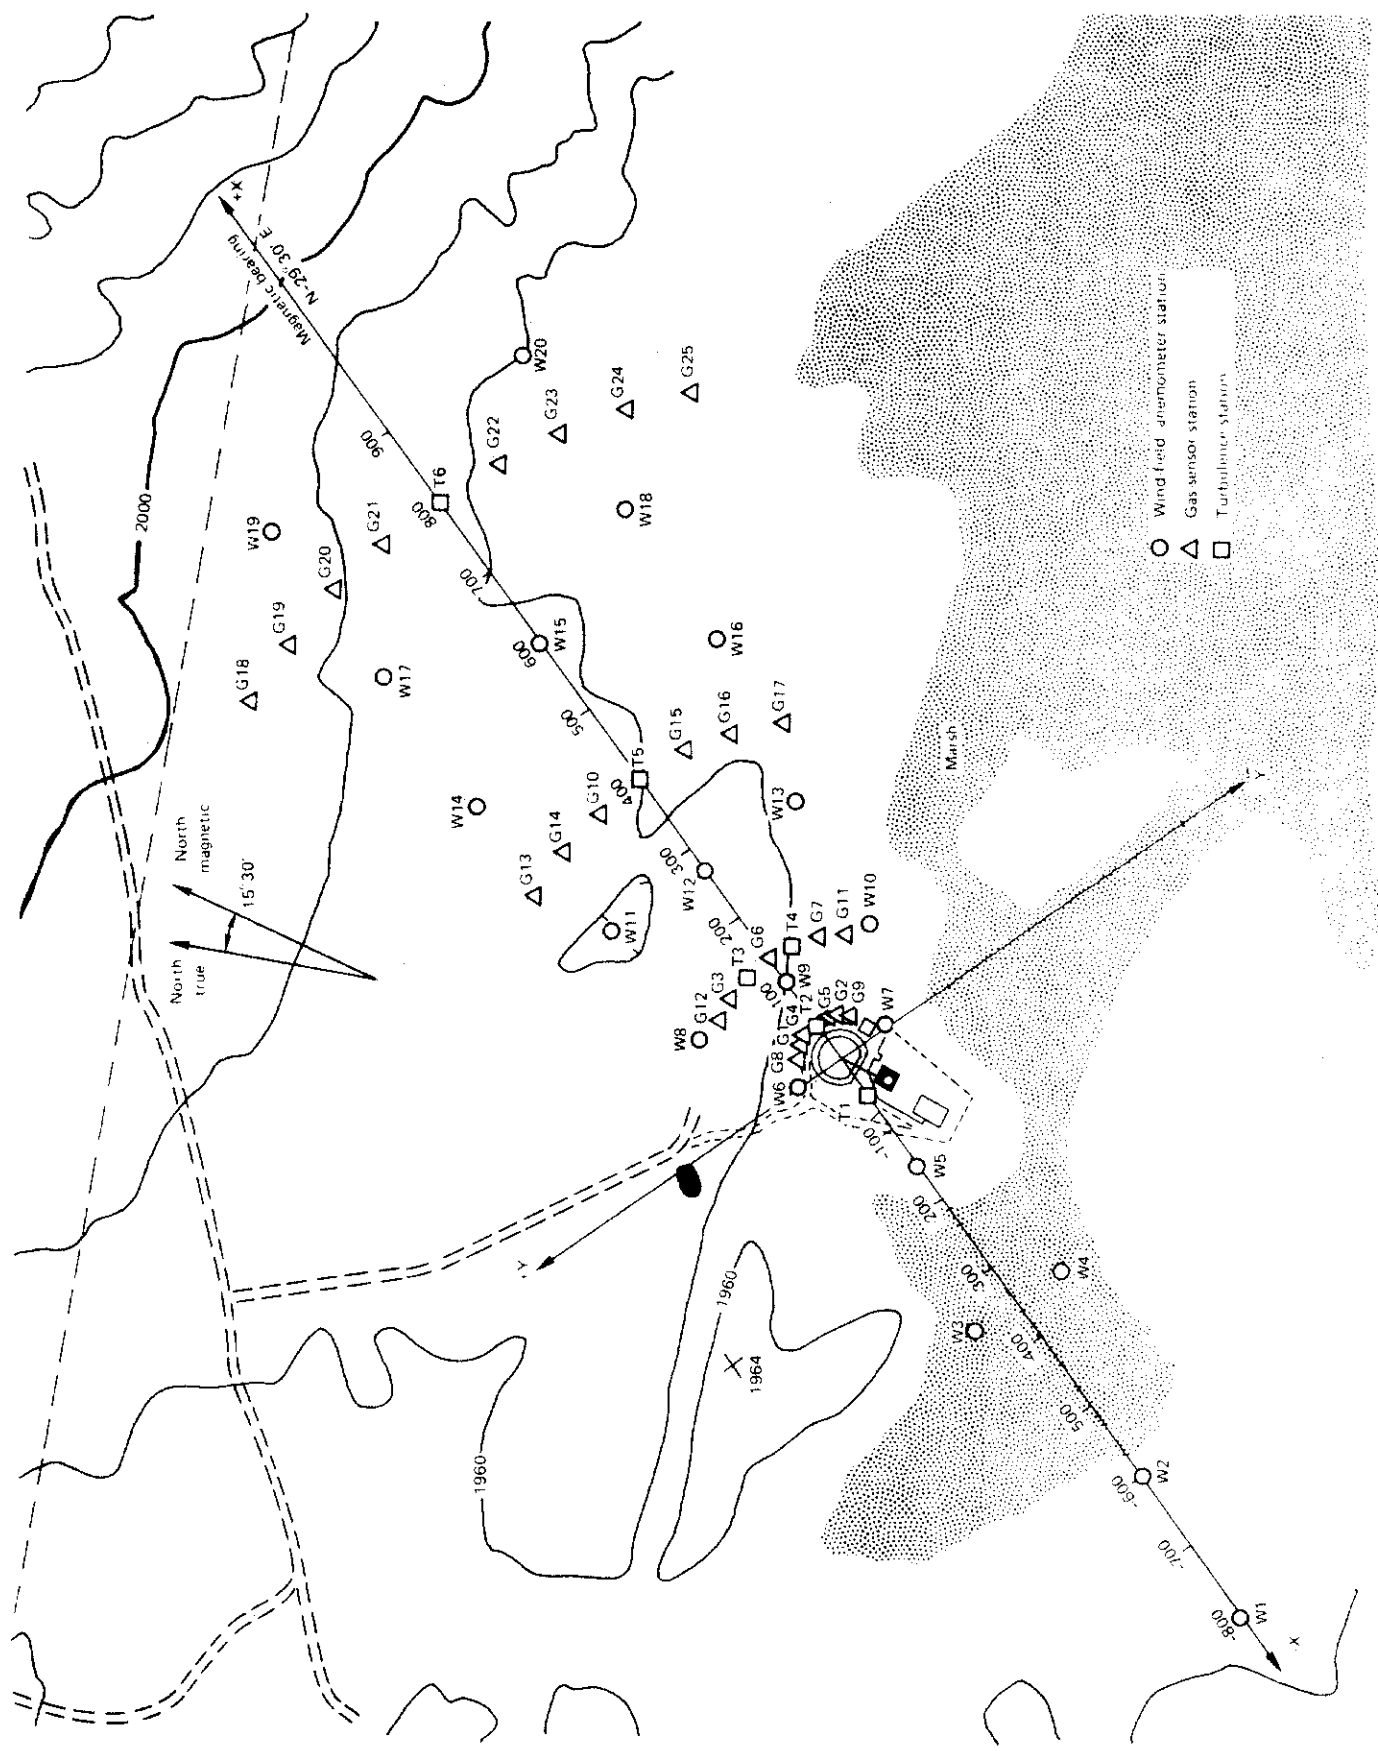 +X
Magnetic bearing
N-29° 30' E
2000
W19
G18
G19
G20
G21
W17
900
800
T6
700
600
W15
500
400
T5
300
W12
200
100
W20
G22
G23
G24
G25
W18
W16
G15
G16
G17
W13
W14
G10
G14
G13
W11
North
magnetic
15° 30'
North
true
W8
G12
G3
T3
G6
T4
G7
G11
W10
W9
T2
G4
G5
G2
G9
G1
G8
W6
W7
T1
-100
W5
200
300
W3
W4
400
500
-600
W2
-700
-800
W1
X
Y
Y
1960
1960
1964
Marsh
Wind-field anemometer station
Gas-sensor station
Turbulence station